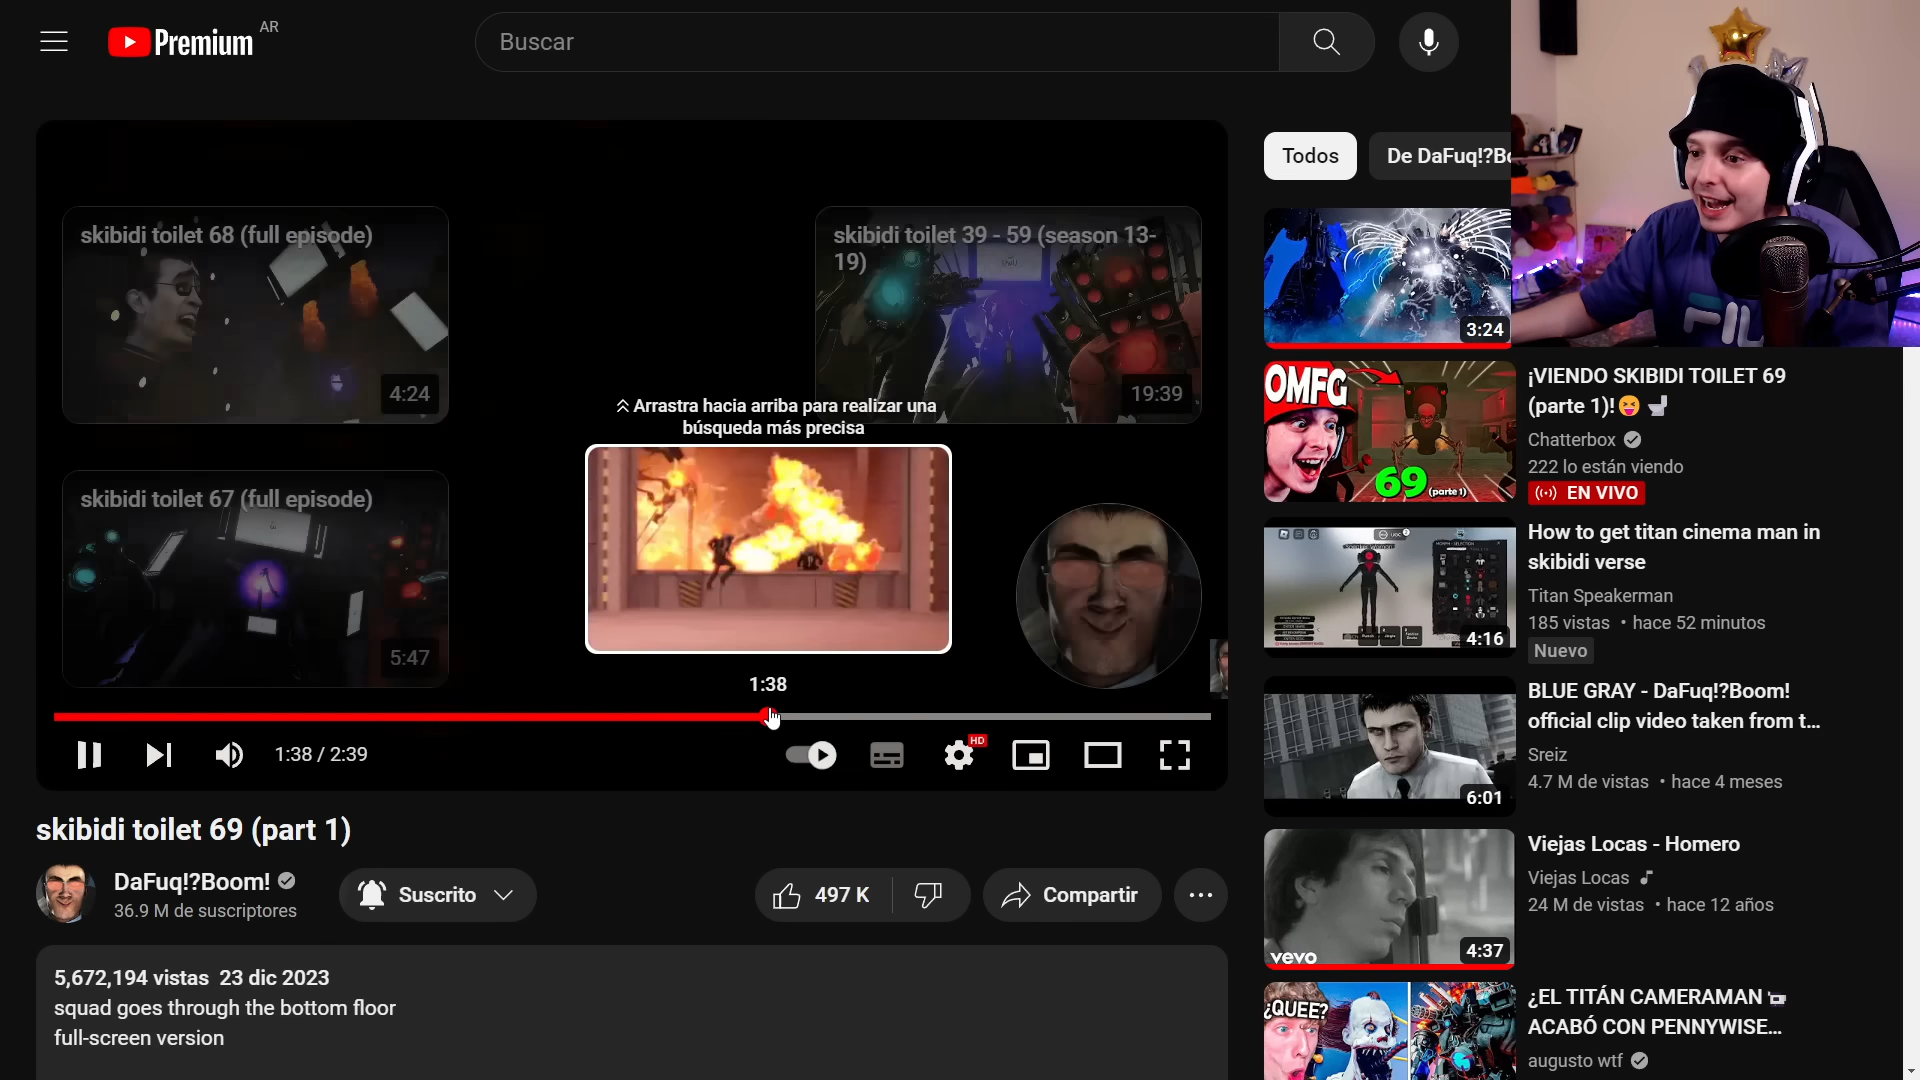 Premium AR
Buscar
Todos
De DaFuq!?Bo
skibidi toilet 68 (full episode)
4:24
skibidi toilet 39 - 59 (season 13-
19)
19:39
Arrastra hacia arriba para realizar una
búsqueda más precisa
skibidi toilet 67 (full episode)
5:47
1:38
1:38 / 2:39
HD
skibidi toilet 69 (part 1)
DaFuq!?Boom!
36.9 M de suscriptores
Suscrito
497 K
Compartir
5,672,194 vistas 23 dic 2023
squad goes through the bottom floor
full-screen version
FILA
3:24
OMFG
69 (parte 1)
¡VIENDO SKIBIDI TOILET 69
(parte 1)!😝🚽
Chatterbox
222 lo están viendo
EN VIVO
4:16
How to get titan cinema man in
skibidi verse
Titan Speakerman
185 vistas • hace 52 minutos
Nuevo
6:01
BLUE GRAY - DaFuq!?Boom!
official clip video taken from t...
Sreiz
4.7 M de vistas • hace 4 meses
vevo
4:37
Viejas Locas - Homero
Viejas Locas
24 M de vistas • hace 12 años
¿QUEE?
¿EL TITÁN CAMERAMAN
ACABÓ CON PENNYWISE...
augusto wtf